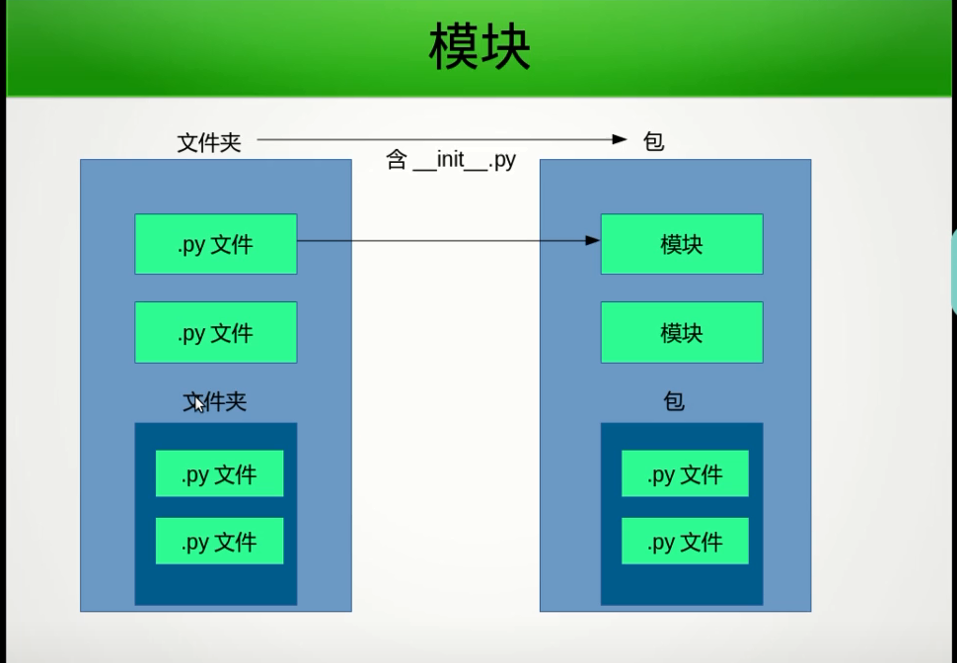 模块
文件夹
包
含 __init__.py
.py 文件
模块
.py 文件
模块
文件夹
包
.py 文件
.py 文件
.py 文件
.py 文件